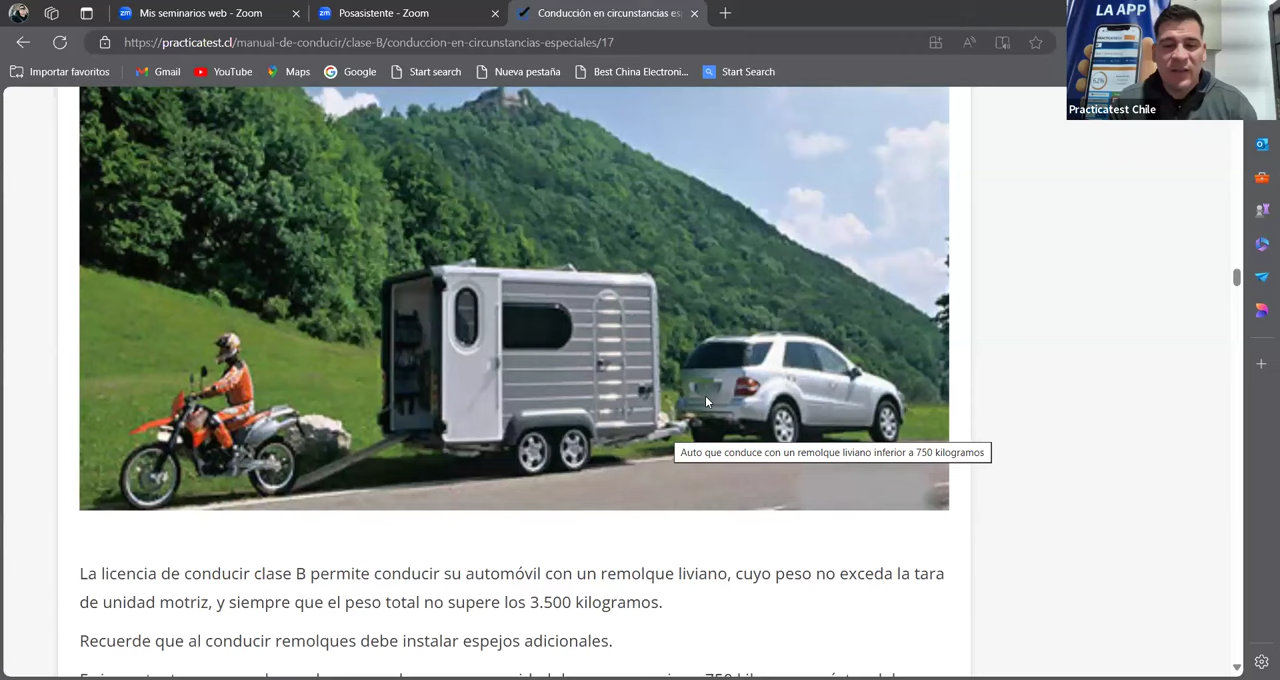 Mis seminarios web - Zoom
Posasistente - Zoom
Conducción en circunstancias es
https://practicatest.cl/manual-de-conducir/clase-B/conduccion-en-circunstancias-especiales/17
Importar favoritos
Gmail
YouTube
Maps
Google
Start search
Nueva pestaña
Best China Electroni...
Start Search
LA APP
62%
Practicatest Chile
Auto que conduce con un remolque liviano inferior a 750 kilogramos
La licencia de conducir clase B permite conducir su automóvil con un remolque liviano, cuyo peso no exceda la tara
de unidad motriz, y siempre que el peso total no supere los 3.500 kilogramos.
Recuerde que al conducir remolques debe instalar espejos adicionales.